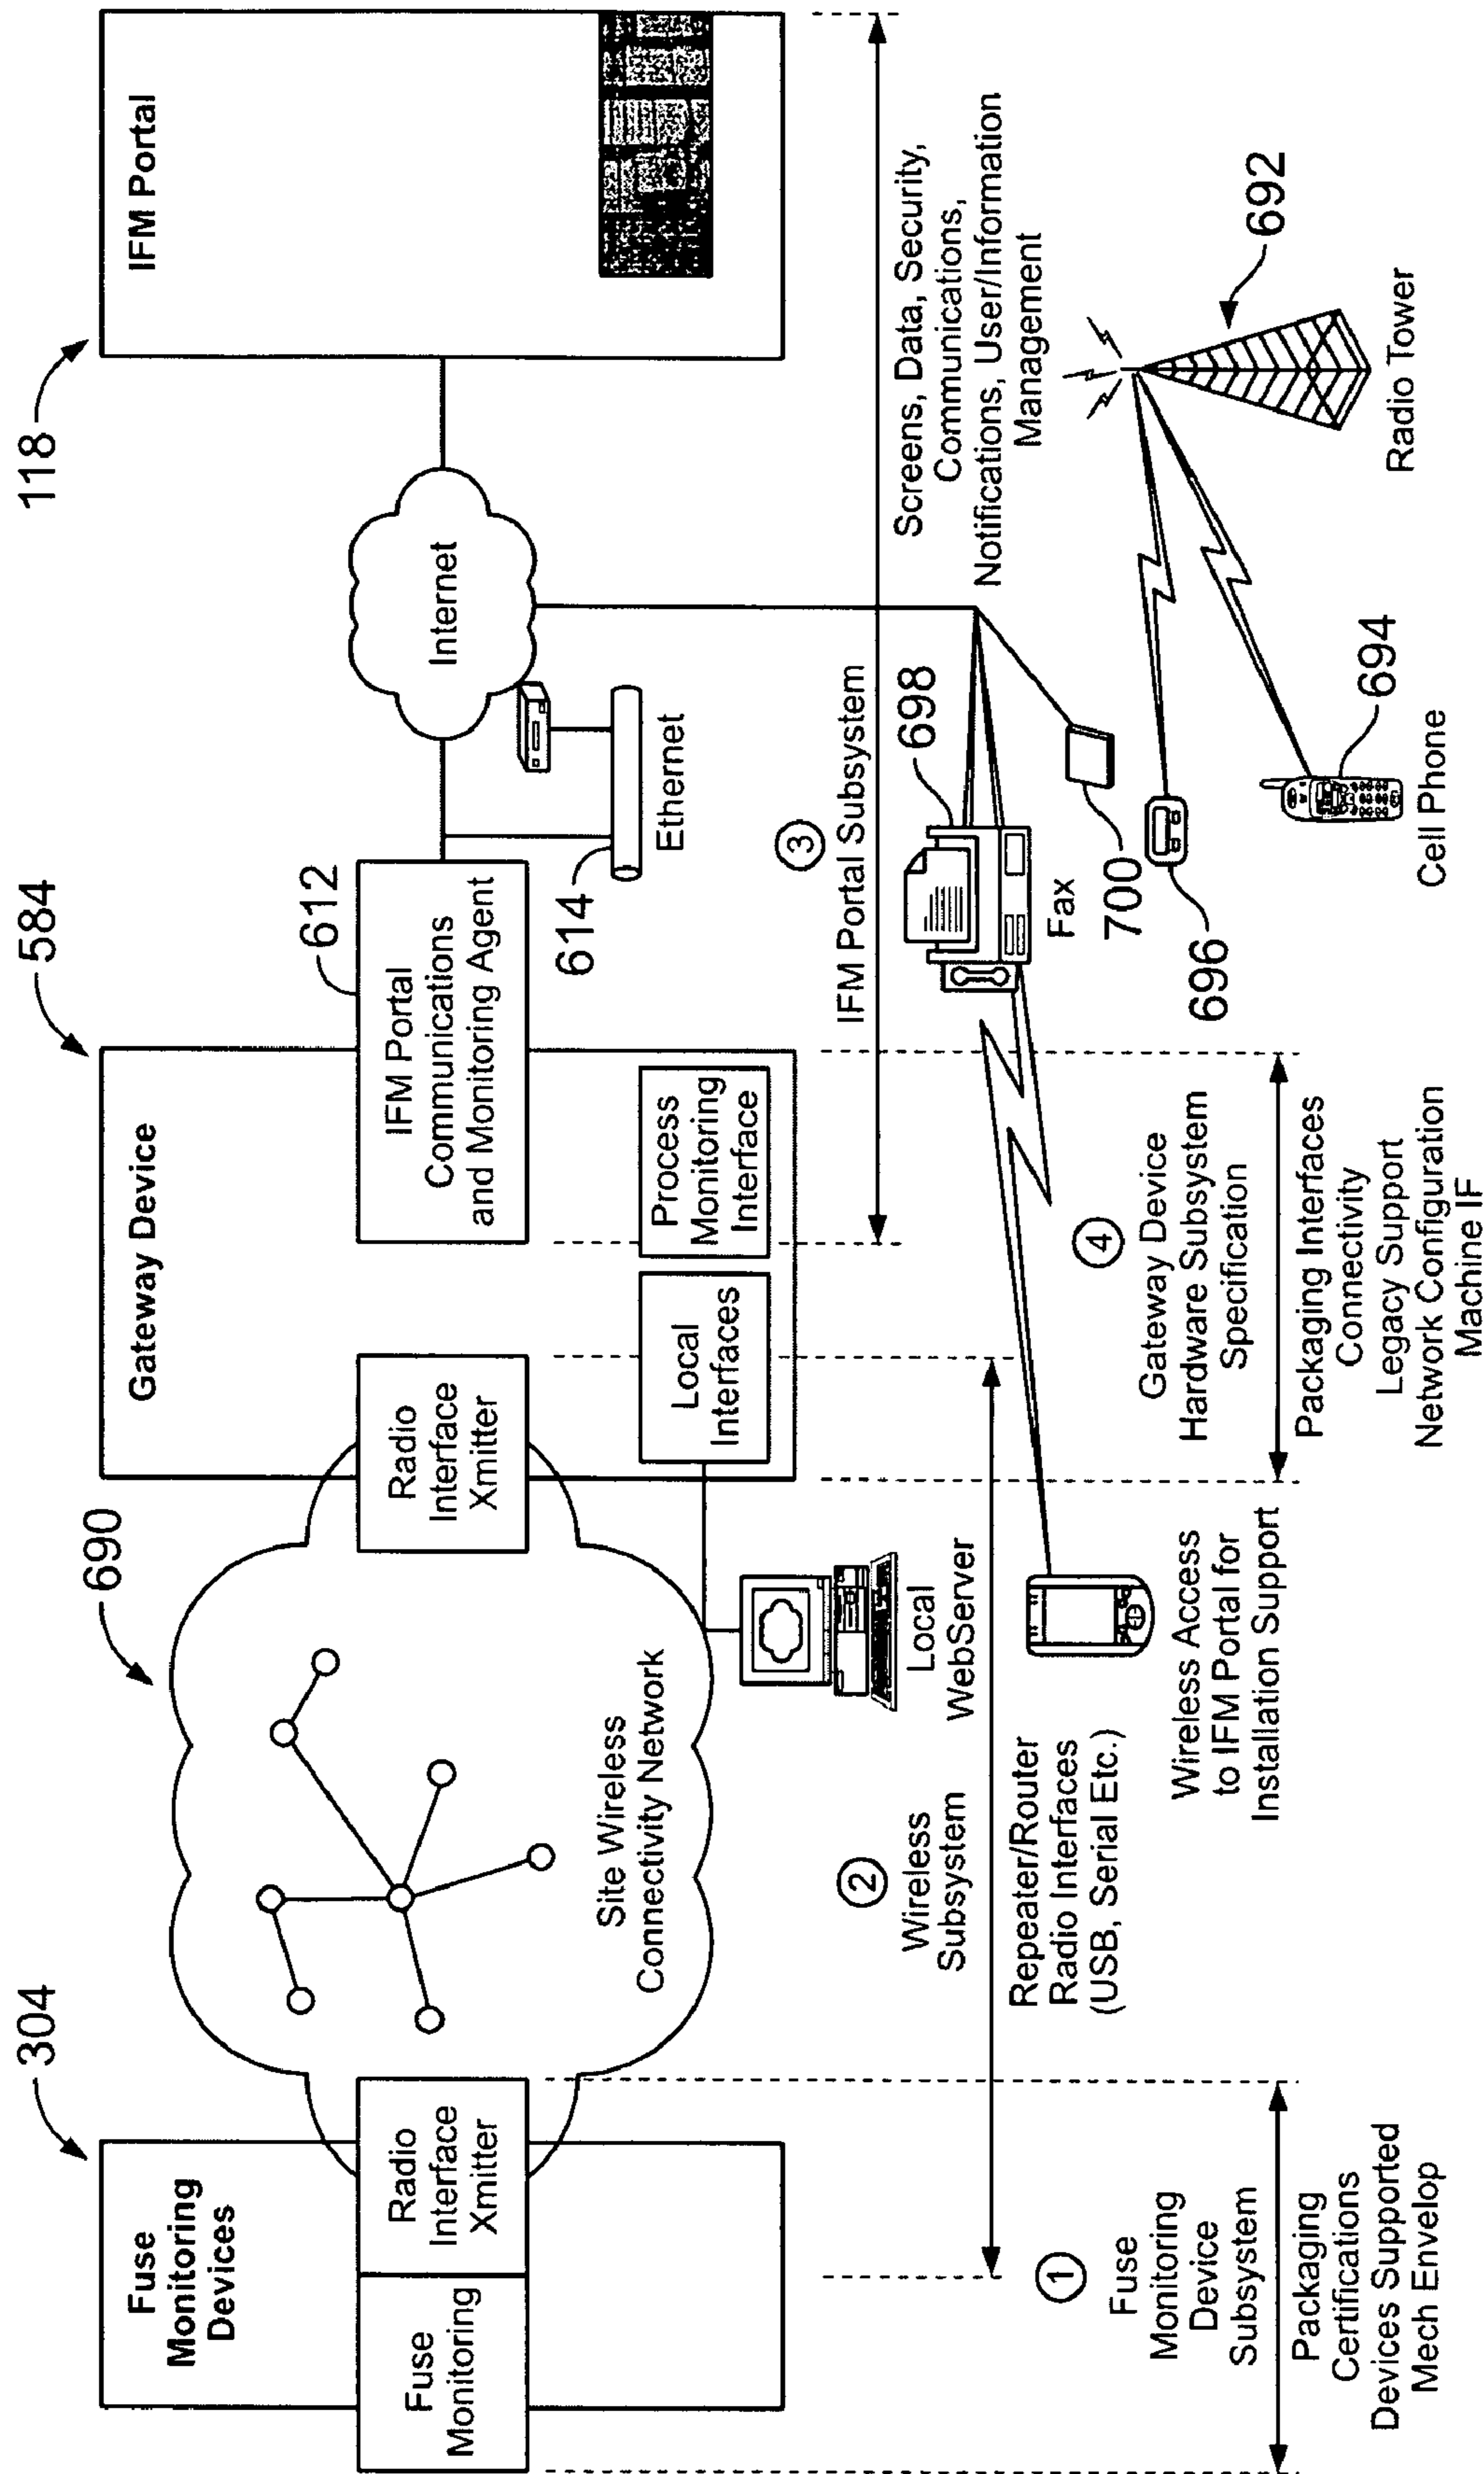 304
Fuse
Monitoring
Devices
Fuse
Monitoring
Radio
Interface
Xmitter
690
Site Wireless
Connectivity Network
584
Gateway Device
Radio
Interface
Xmitter
IFM Portal
Communications
and Monitoring Agent
612
Local
Interfaces
Process
Monitoring
Interface
614
Ethernet
Internet
118
IFM Portal
Local
WebServer
1
Fuse
Monitoring
Device
Subsystem
Packaging
Certifications
Devices Supported
Mech Envelop
2
Wireless
Subsystem
Repeater/Router
Radio Interfaces
(USB, Serial Etc.)
Wireless Access
to IFM Portal for
Installation Support
3
IFM Portal Subsystem
Screens, Data, Security,
Communications,
Notifications, User/Information
Management
4
Gateway Device
Hardware Subsystem
Specification
Packaging Interfaces
Connectivity
Legacy Support
Network Configuration
Machine IF
698
Fax
700
696
694
Cell Phone
692
Radio Tower